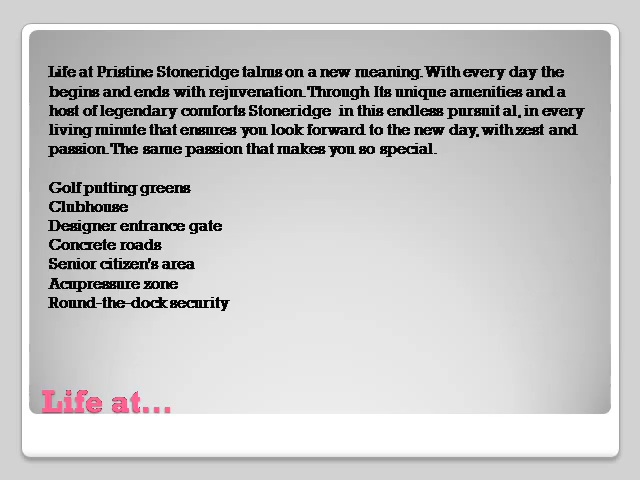 Life at Pristine Stoneridge talms on a new meaning. With every day the
begins and ends with rejuvenation. Through Its unique amenities and a
host of legendary comforts Stoneridge  in this endless pursuit al, in every
living minute that ensures you look forward to the new day, with zest and
passion. The same passion that makes you so special.
Golf putting greens
Clubhouse
Designer entrance gate
Concrete roads
Senior citizen's area
Acupressure zone
Round-the-dock security
Life at...